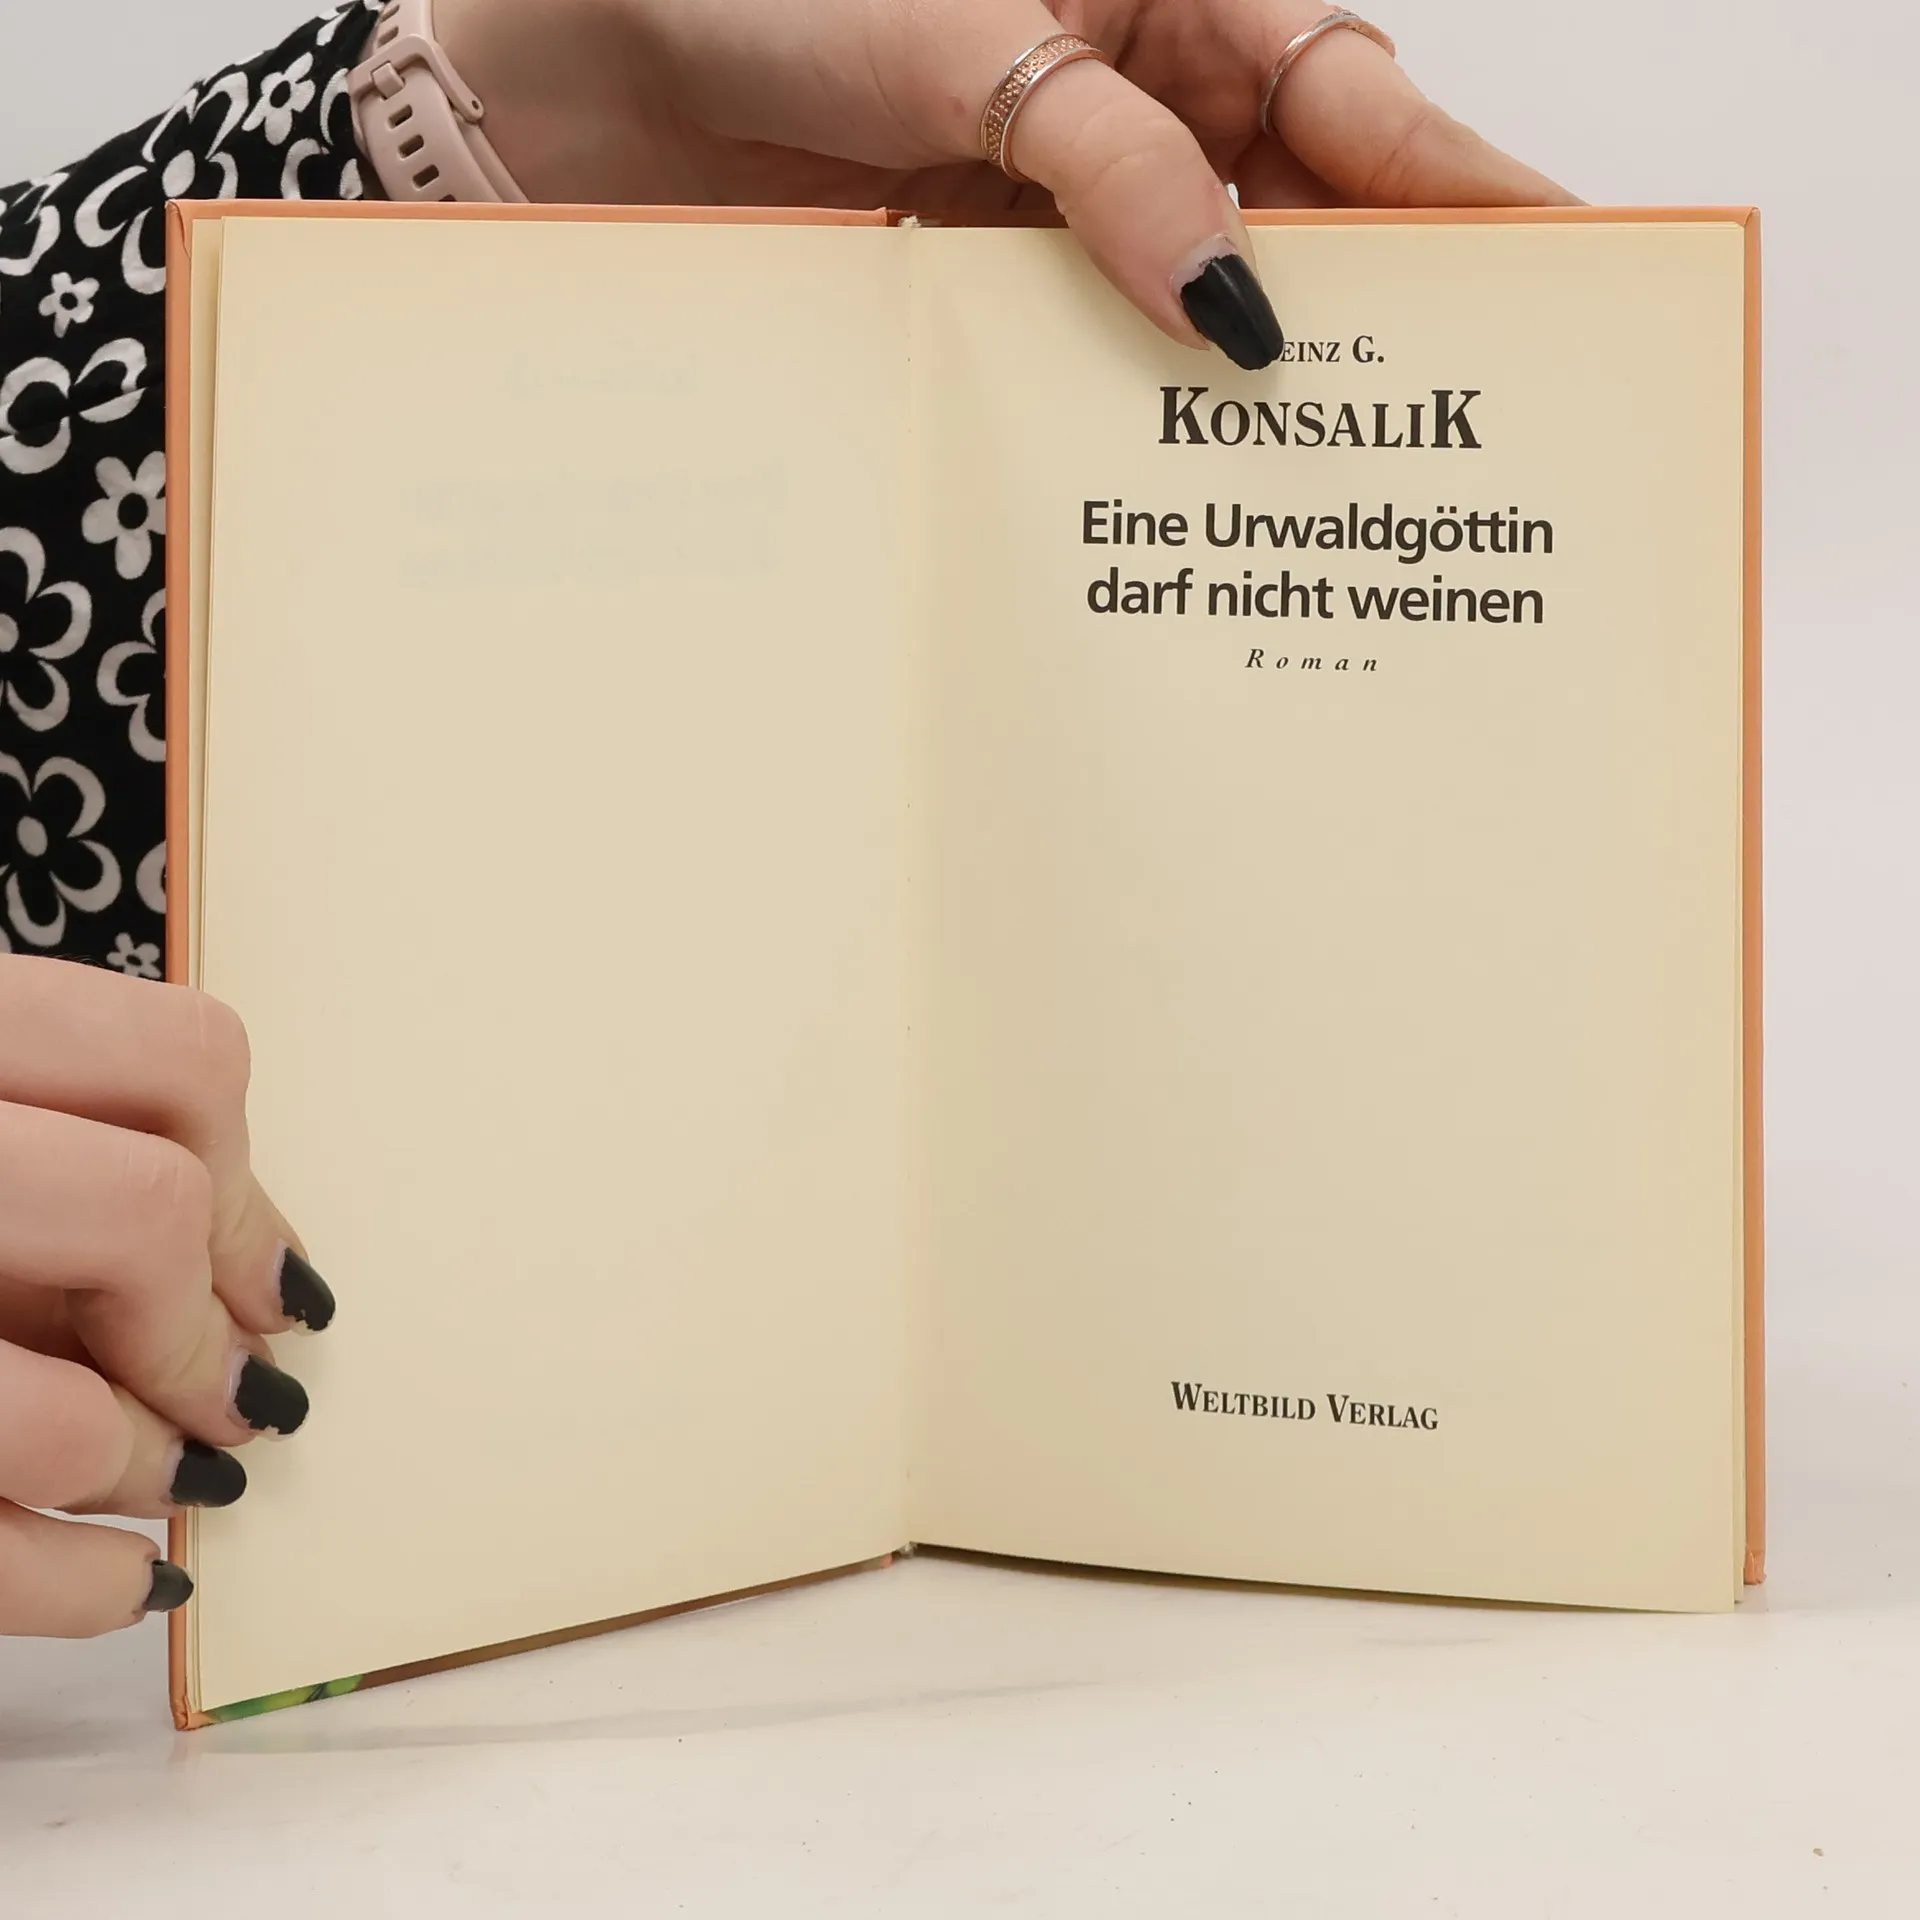 EINZ G.
KONSALIK
Eine Urwaldgöttin
darf nicht weinen
Roman
WELTBILD VERLAG